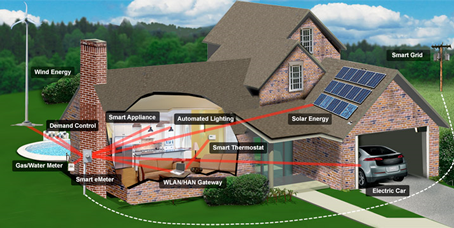 Smart Grid
Wind Energy
Smart Appliance
Automated Lighting
Solar Energy
Demand Control
Smart Thermostat
Gas/Water Meter
Smart eMeter
WLAN/HAN Gateway
Electric Car